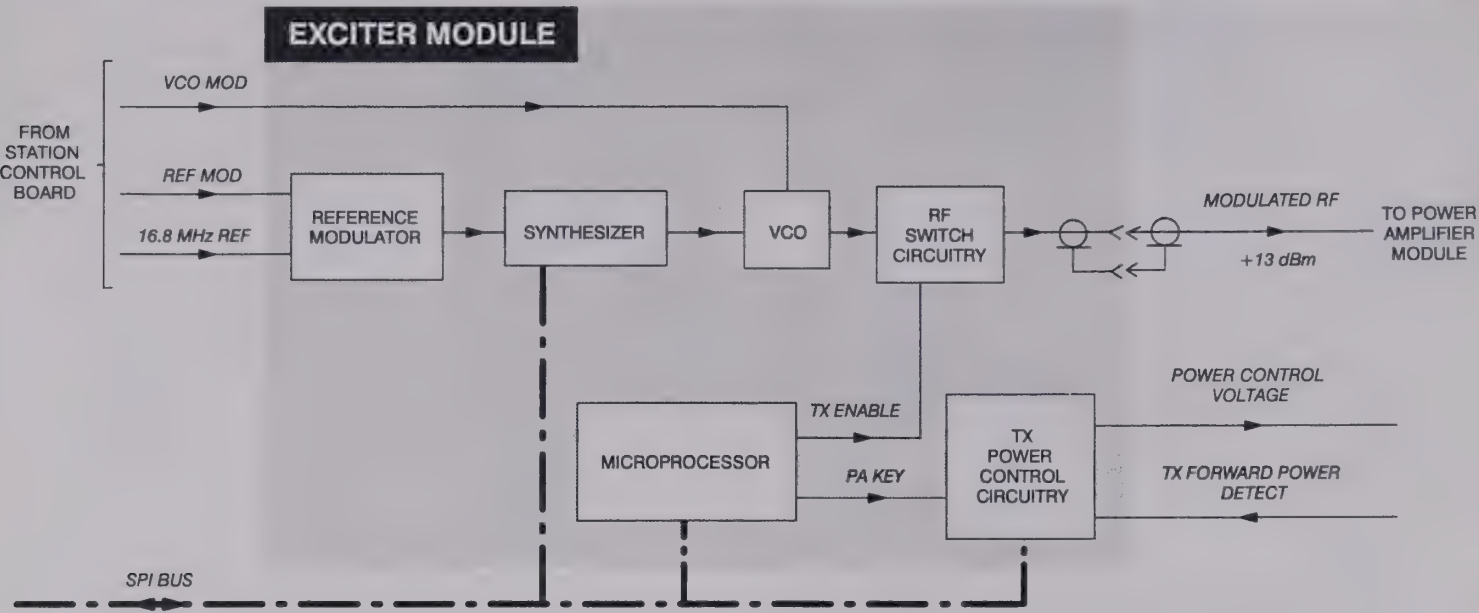 EXCITER MODULE
FROM
STATION
CONTROL
BOARD
VCO MOD
REF MOD
16.8 MHz REF
REFERENCE
MODULATOR
SYNTHESIZER
VCO
RF
SWITCH
CIRCUITRY
MODULATED RF
+13 dBm
TO POWER
AMPLIFIER
MODULE
MICROPROCESSOR
TX ENABLE
PA KEY
TX
POWER
CONTROL
CIRCUITRY
POWER CONTROL
VOLTAGE
TX FORWARD POWER
DETECT
SPI BUS